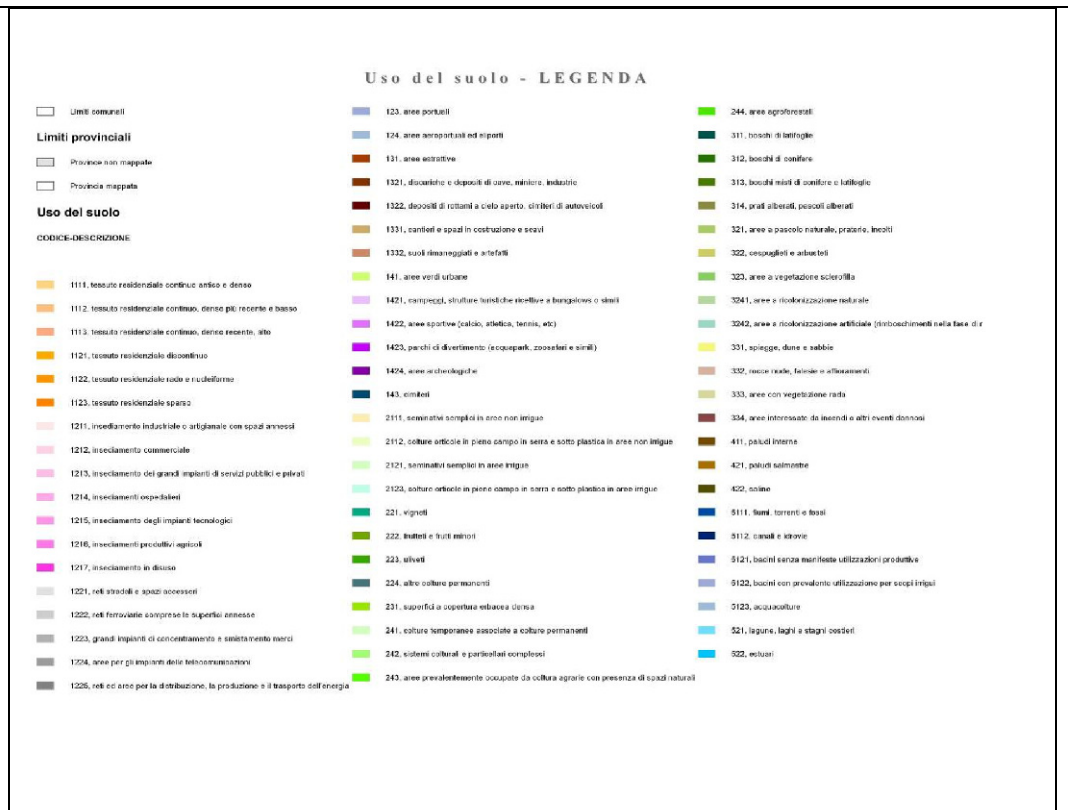 Uso del suolo - LEGENDA
Limiti comunali
Limiti provinciali
Province non mappate
Provincia mappata
Uso del suolo
CODICE-DESCRIZIONE
1111, tessuto residenziale continuo antico e denso
1112, tessuto residenziale continuo, denso più recente e basso
1113, tessuto residenziale continuo, denso recente, alto
1121, tessuto residenziale discontinuo
1122, tessuto residenziale rado e nucleiforme
1123, tessuto residenziale sparso
1211, insediamento industriale o artigianale con spazi annessi
1212, insediamento commerciale
1213, insediamento dei grandi impianti di servizi pubblici e privati
1214, insediamenti ospedalieri
1215, insediamento degli impianti tecnologici
1216, insediamenti produttivi agricoli
1217, insediamento in disuso
1221, reti stradali e spazi accessori
1222, reti ferroviarie comprese le superfici annesse
1223, grandi impianti di concentramento e smistamento merci
1224, aree per gli impianti delle telecomunicazioni
1225, reti ed aree per la distribuzione, la produzione e il trasporto dell'energia
123, aree portuali
124, aree aeroportuali ed eliporti
131, aree estrattive
1321, discariche e depositi di cave, miniere, industrie
1322, depositi di rottami a cielo aperto, cimiteri di autoveicoli
1331, cantieri e spazi in costruzione e scavi
1332, suoli rimaneggiati e artefatti
141, aree verdi urbane
1421, campeggi, strutture turistiche ricettive a bungalows o simili
1422, aree sportive (calcio, atletica, tennis, etc)
1423, parchi di divertimento (acquapark, zoosafari e simili)
1424, aree archeologiche
143, cimiteri
2111, seminativi semplici in aree non irrigue
2112, colture orticole in pieno campo in serra e sotto plastica in aree non irrigue
2121, seminativi semplici in aree irrigue
2123, colture orticole in pieno campo in serra e sotto plastica in aree irrigue
221, vigneti
222, frutteti e frutti minori
223, uliveti
224, altre colture permanenti
231, superfici a copertura erbacea densa
241, colture temporanee associate a colture permanenti
242, sistemi colturali e particellari complessi
243, aree prevalentemente occupate da coltura agrarie con presenza di spazi naturali
244, aree agroforestali
311, boschi di latifoglie
312, boschi di conifere
313, boschi misti di conifere e latifoglie
314, prati alberati, pascoli alberati
321, aree a pascolo naturale, praterie, incolti
322, cespuglieti e arbusteti
323, aree a vegetazione sclerofilla
3241, aree a ricolonizzazione naturale
3242, aree a ricolonizzazione artificiale (rimboschimenti nella fase di r
331, spiagge, dune e sabbie
332, rocce nude, falesie e affioramenti
333, aree con vegetazione rada
334, aree interessate da incendi e altri eventi dannosi
411, paludi interne
421, paludi salmastre
422, saline
5111, fiumi, torrenti e fossi
5112, canali e idrovie
5121, bacini senza manifeste utilizzazioni produttive
5122, bacini con prevalente utilizzazione per scopi irrigui
5123, acquacolture
521, lagune, laghi e stagni costieri
522, estuari